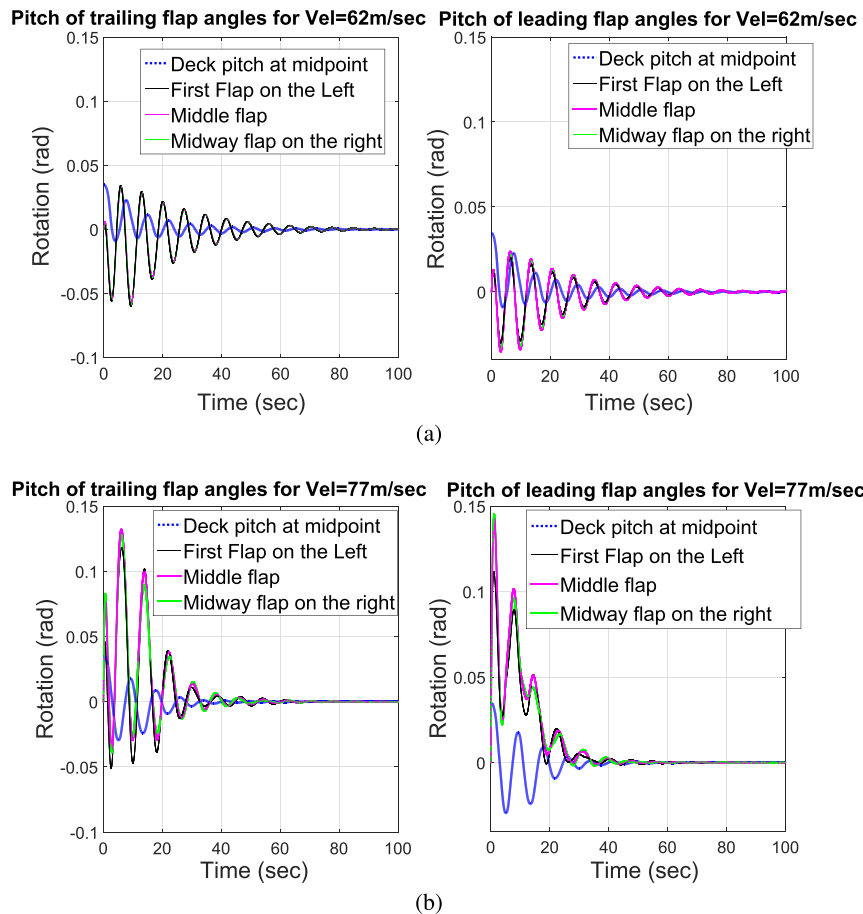 Pitch of trailing flap angles for Vel=62m/sec
0.15
0.1
0.05
0
-0.05
-0.1
Rotation (rad)
Deck pitch at midpoint
First Flap on the Left
Middle flap
Midway flap on the right
0 20 40 60 80 100
Time (sec)
Pitch of leading flap angles for Vel=62m/sec
0.15
0.1
0.05
0
Rotation (rad)
Deck pitch at midpoint
First Flap on the Left
Middle flap
Midway flap on the right
0 20 40 60 80 100
Time (sec)
(a)
Pitch of trailing flap angles for Vel=77m/sec
0.15
0.1
0.05
0
-0.05
-0.1
Rotation (rad)
Deck pitch at midpoint
First Flap on the Left
Middle flap
Midway flap on the right
0 20 40 60 80 100
Time (sec)
Pitch of leading flap angles for Vel=77m/sec
0.15
0.1
0.05
0
Rotation (rad)
Deck pitch at midpoint
First Flap on the Left
Middle flap
Midway flap on the right
0 20 40 60 80 100
Time (sec)
(b)